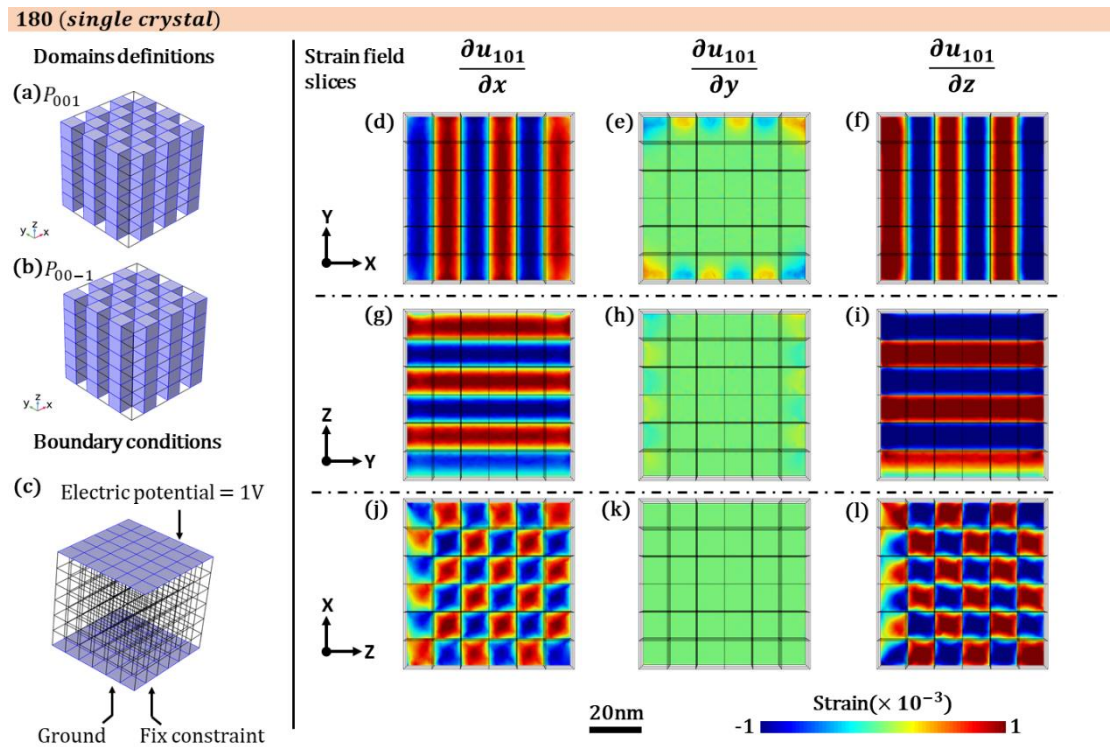 180 (single crystal)
Domains definitions
(a) P001
z
y x
(b) P00−1
z
y x
Boundary conditions
(c) Electric potential = 1V
Ground Fix constraint
Strain field
slices
∂u101/∂x ∂u101/∂y ∂u101/∂z
(d) (e) (f)
Y
X
(g) (h) (i)
Z
Y
(j) (k) (l)
X
Z
20nm
Strain(× 10−3)
-1 1